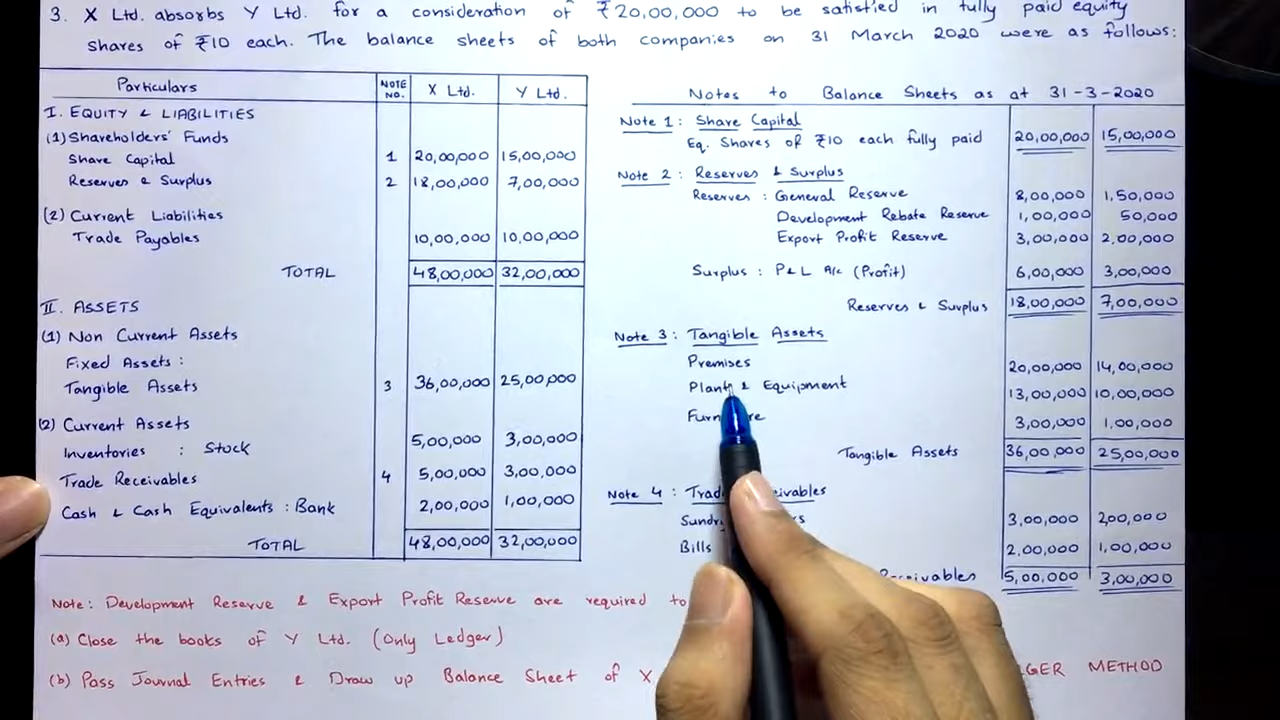 3. X Ltd. absorbs Y Ltd. for a consideration of ₹20,00,000 to be satisfied in fully paid equity
shares of ₹10 each. The balance sheets of both companies on 31 March 2020 were as follows:
Particulars NOTE NO. X Ltd. Y Ltd.
I. EQUITY & LIABILITIES
(1) Shareholders' Funds
Share Capital 1 20,00,000 15,00,000
Reserves & Surplus 2 18,00,000 7,00,000
(2) Current Liabilities
Trade Payables 10,00,000 10,00,000
TOTAL 48,00,000 32,00,000
II. ASSETS
(1) Non Current Assets
Fixed Assets :
Tangible Assets 3 36,00,000 25,00,000
(2) Current Assets
Inventories : Stock 5,00,000 3,00,000
Trade Receivables 4 5,00,000 3,00,000
Cash & Cash Equivalents : Bank 2,00,000 1,00,000
TOTAL 48,00,000 32,00,000
Notes to Balance Sheets as at 31-3-2020
Note 1 : Share Capital
Eq. Shares of ₹10 each fully paid 20,00,000 15,00,000
Note 2 : Reserves & Surplus
Reserves : General Reserve 8,00,000 1,50,000
Development Rebate Reserve 1,00,000 50,000
Export Profit Reserve 3,00,000 2,00,000
Surplus : P&L A/c (Profit) 6,00,000 3,00,000
Reserves & Surplus 18,00,000 7,00,000
Note 3 : Tangible Assets
Premises 20,00,000 14,00,000
Plant & Equipment 13,00,000 10,00,000
3,00,000 1,00,000
Tangible Assets 36,00,000 25,00,000
Note 4 :
3,00,000 200,000
Bills 2,00,000 1,00,000
5,00,000 3,00,000
Note : Development Reserve & Export Profit Reserve are required to
(a) Close the books of Y Ltd. (Only Ledger)
(b) Pass Journal Entries & Draw up Balance Sheet of X METHOD